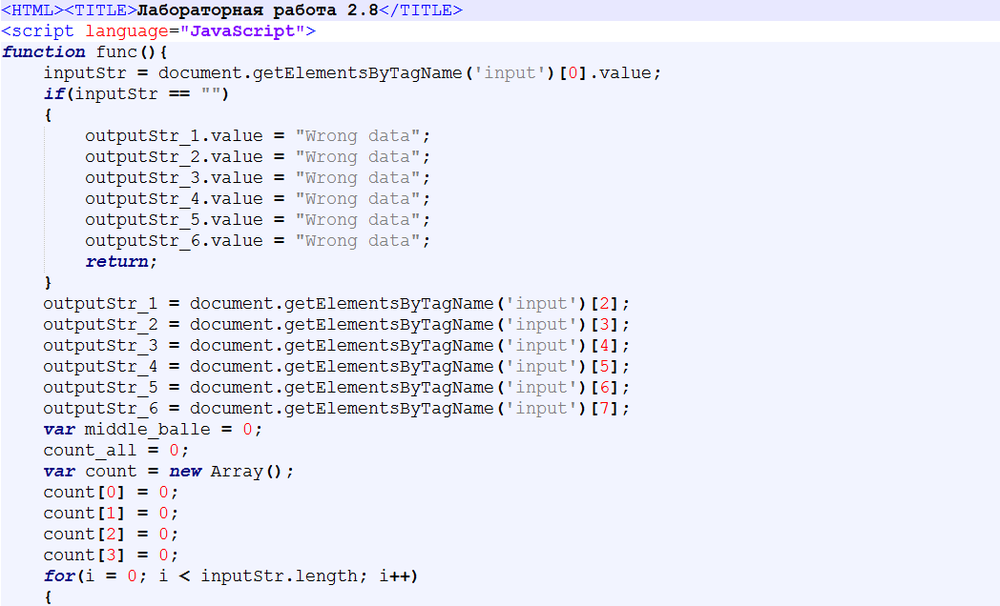 <HTML><TITLE>Лабораторная работа 2.8</TITLE>
<script language="JavaScript">
function func(){
    inputStr = document.getElementsByTagName('input')[0].value;
    if(inputStr == "")
    {
        outputStr_1.value = "Wrong data";
        outputStr_2.value = "Wrong data";
        outputStr_3.value = "Wrong data";
        outputStr_4.value = "Wrong data";
        outputStr_5.value = "Wrong data";
        outputStr_6.value = "Wrong data";
        return;
    }
    outputStr_1 = document.getElementsByTagName('input')[2];
    outputStr_2 = document.getElementsByTagName('input')[3];
    outputStr_3 = document.getElementsByTagName('input')[4];
    outputStr_4 = document.getElementsByTagName('input')[5];
    outputStr_5 = document.getElementsByTagName('input')[6];
    outputStr_6 = document.getElementsByTagName('input')[7];
    var middle_balle = 0;
    count_all = 0;
    var count = new Array();
    count[0] = 0;
    count[1] = 0;
    count[2] = 0;
    count[3] = 0;
    for(i = 0; i < inputStr.length; i++)
    {